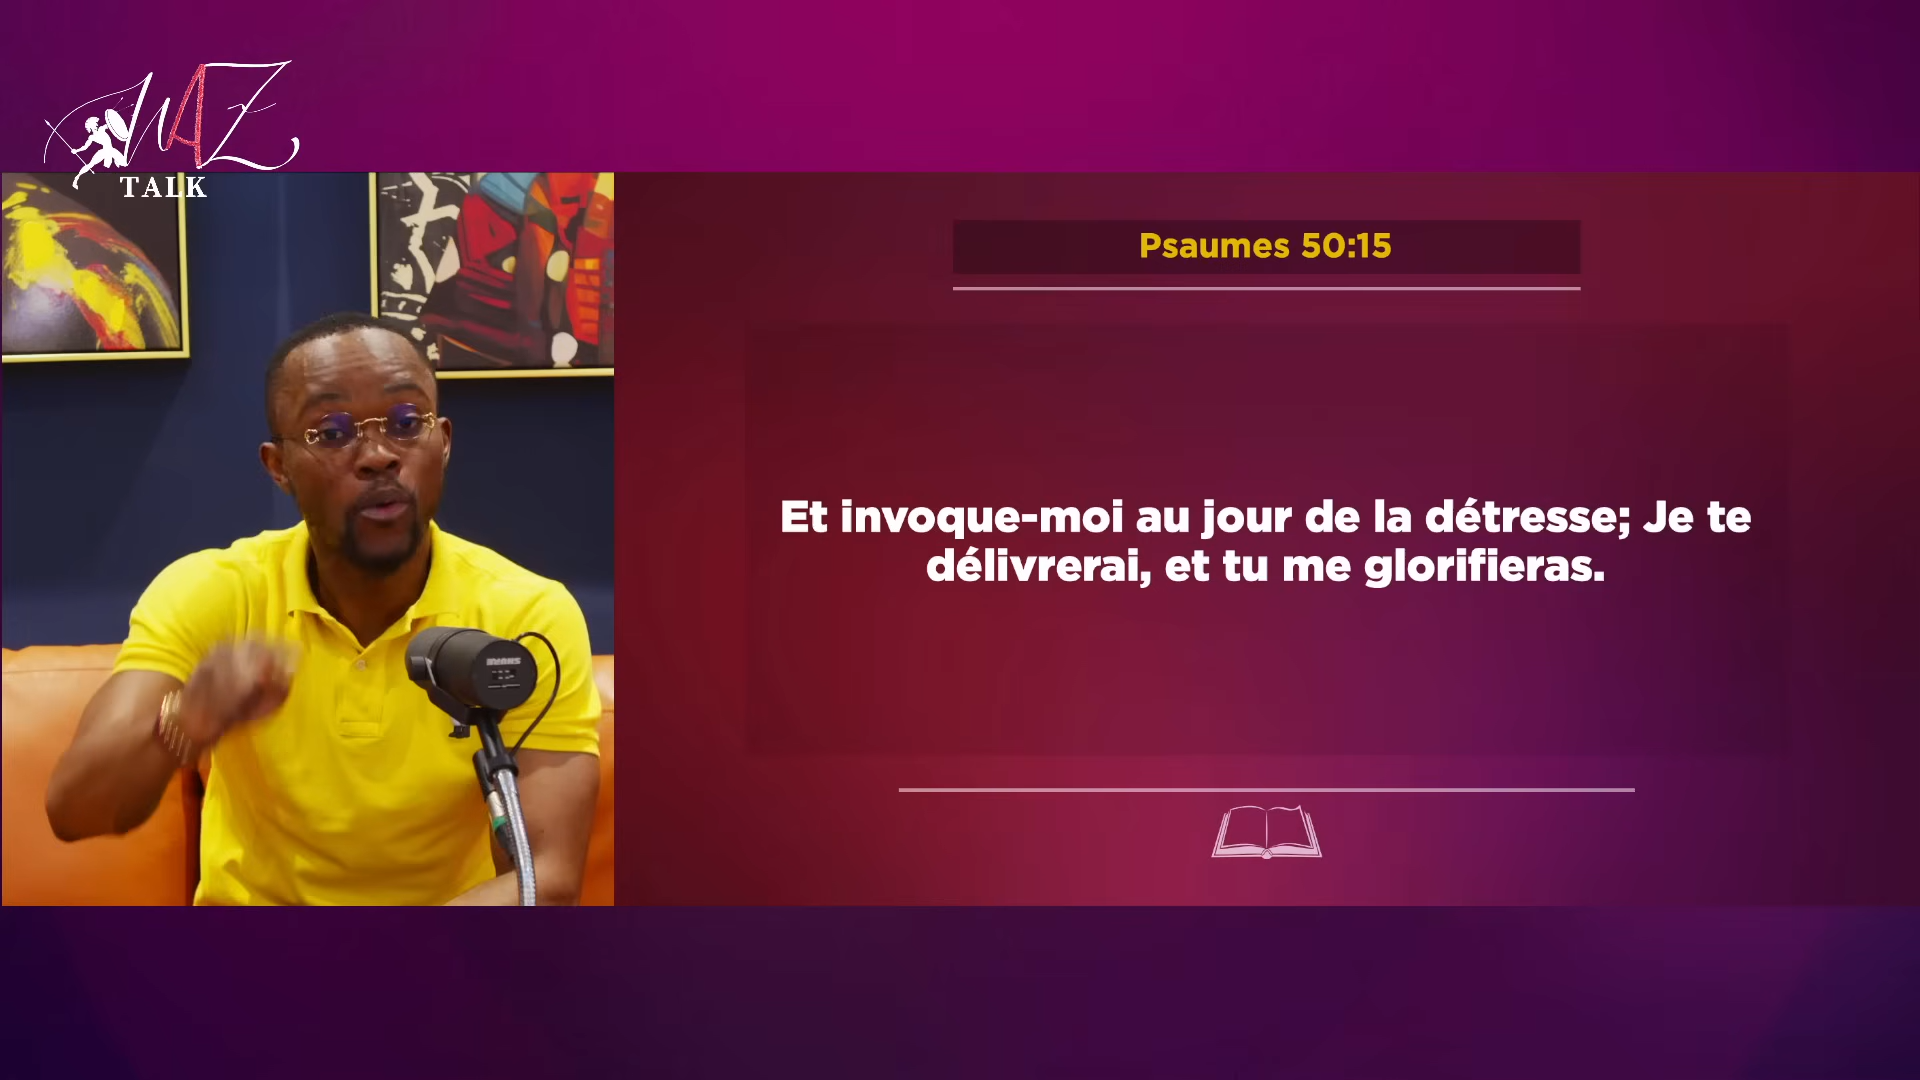 WAZ
TALK
Psaumes 50:15
Et invoque-moi au jour de la détresse; Je te
délivrerai, et tu me glorifieras.